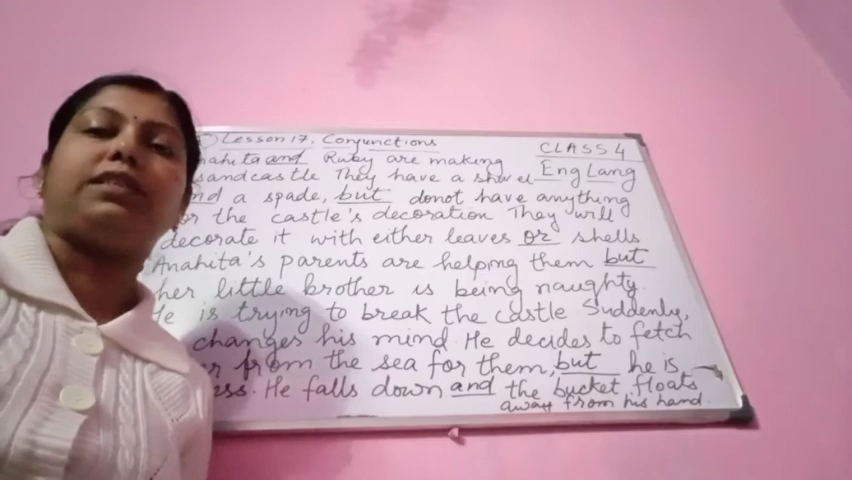 Lesson 17, Conjunctions
CLASS 4
Eng Lang
and Ruby are making
sandcastle They have a shovel
a spade, but donot have anything
the castle's decoration They will
decorate it with either leaves or shells
Anahita's parents are helping them but
her little brother is being naughty.
is trying to break the castle Suddenly,
changes his mind. He decides to fetch
from the sea for them, but he is
He falls down and the bucket floats
away from his hand.